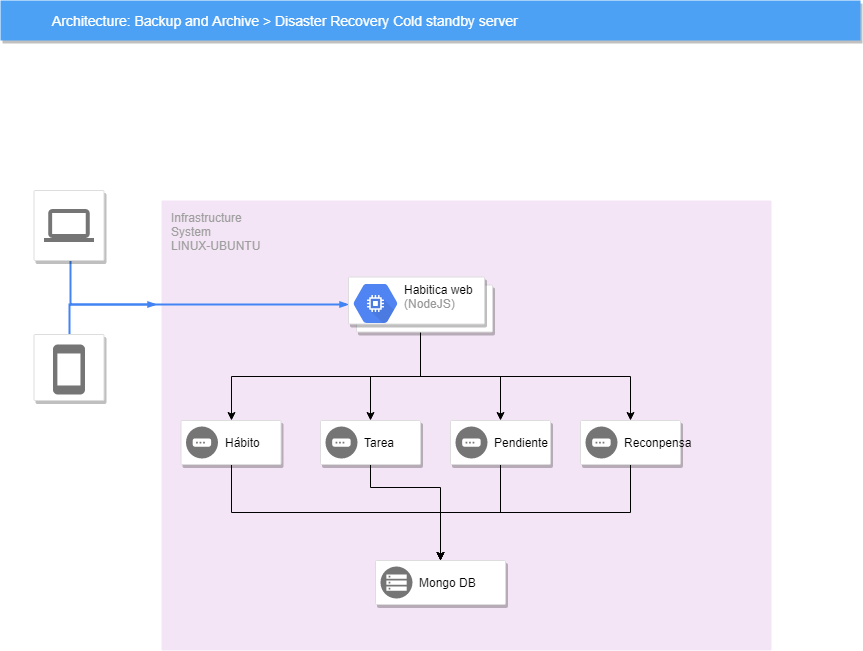 Architecture: Backup and Archive > Disaster Recovery Cold standby server
Infrastructure
System
LINUX-UBUNTU
Habitica web
(NodeJS)
Hábito
Tarea
Pendiente
Reconpensa
Mongo DB